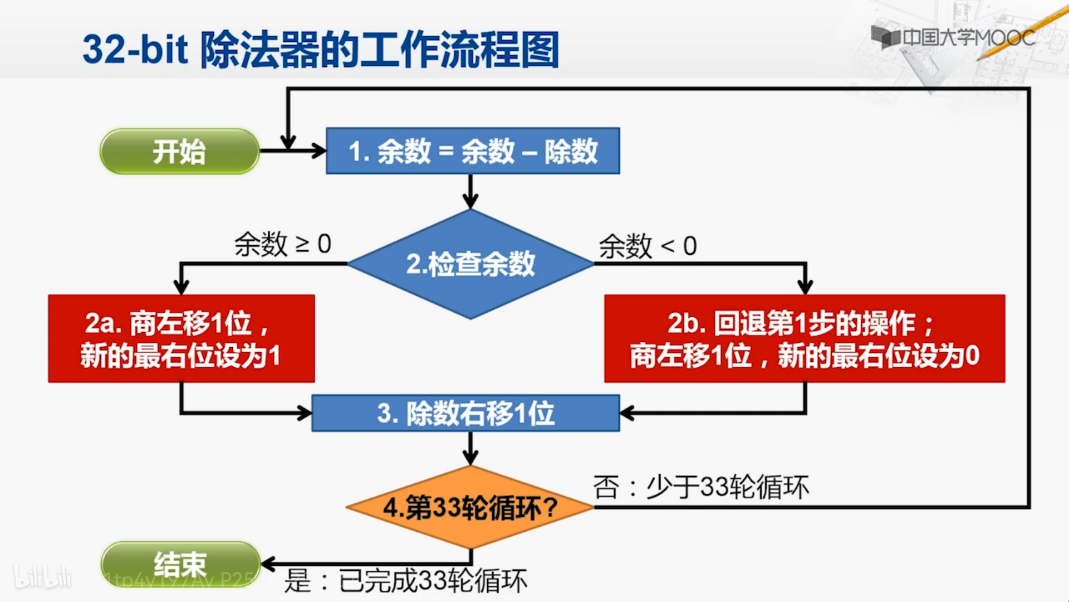 32-bit 除法器的工作流程图
中国大学MOOC
开始
1. 余数 = 余数 – 除数
余数 ≥ 0
2.检查余数
余数 < 0
2a. 商左移1位，
新的最右位设为1
2b. 回退第1步的操作；
商左移1位，新的最右位设为0
3. 除数右移1位
4.第33轮循环?
否：少于33轮循环
结束
是：已完成33轮循环
bilibili